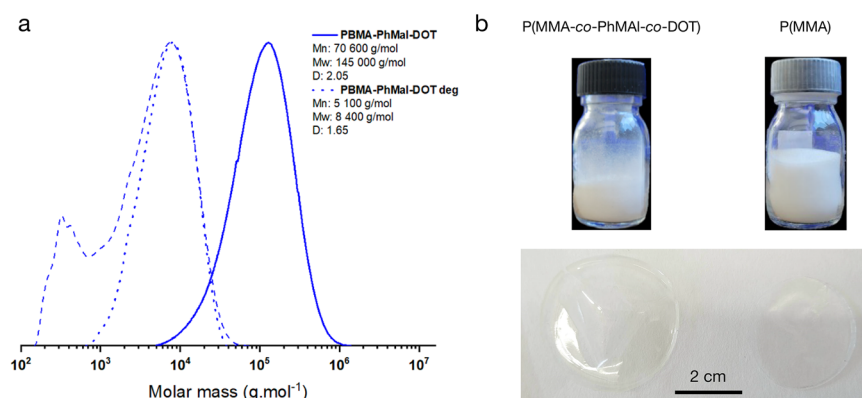 a
PBMA-PhMal-DOT
Mn: 70 600 g/mol
Mw: 145 000 g/mol
D: 2.05
PBMA-PhMal-DOT deg
Mn: 5 100 g/mol
Mw: 8 400 g/mol
D: 1.65
10² 10³ 10⁴ 10⁵ 10⁶ 10⁷
Molar mass (g.mol⁻¹)
b
P(MMA-co-PhMAl-co-DOT) P(MMA)
2 cm